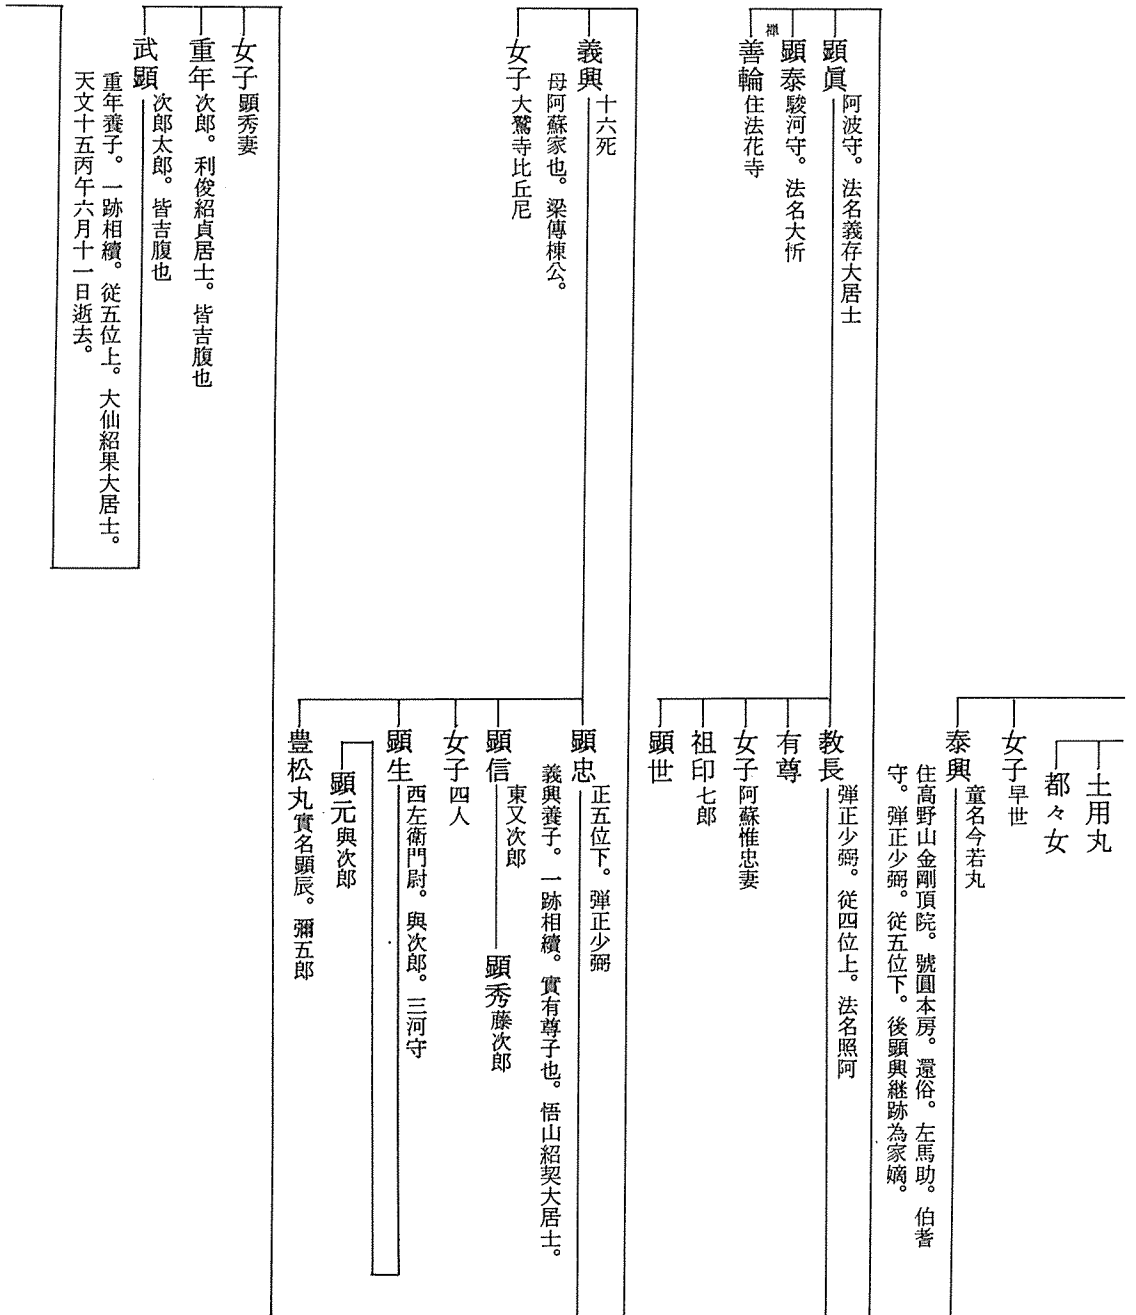 土用丸
都々女
女子 早世
泰興 童名今若丸
住高野山金剛頂院。號圓本房。還俗。左馬助。伯耆
守。弾正少弼。従五位下。後顕興継跡為家嫡。
顕眞 阿波守。法名義存大居士
顕泰 駿河守。法名大忻
禅
善輪 住法花寺
教長 弾正少弼。従四位上。法名照阿
有尊
女子 阿蘇惟忠妻
祖印 七郎
顕世
義興 十六死
母阿蘇家也。梁傳棟公。
女子 大鷲寺比丘尼
顕忠 正五位下。弾正少弼
義興養子。一跡相續。實有尊子也。悟山紹契大居士。
顕信 東又次郎
顕秀 藤次郎
女子 四人
顕生 西左衛門尉。與次郎。三河守
顕元 與次郎
豊松丸 實名顕辰。彌五郎
女子 顕秀妻
重年 次郎。利俊紹貞居士。皆吉腹也
武顕 次郎太郎。皆吉腹也
重年養子。一跡相續。従五位上。大仙紹果大居士。
天文十五丙午六月十一日逝去。